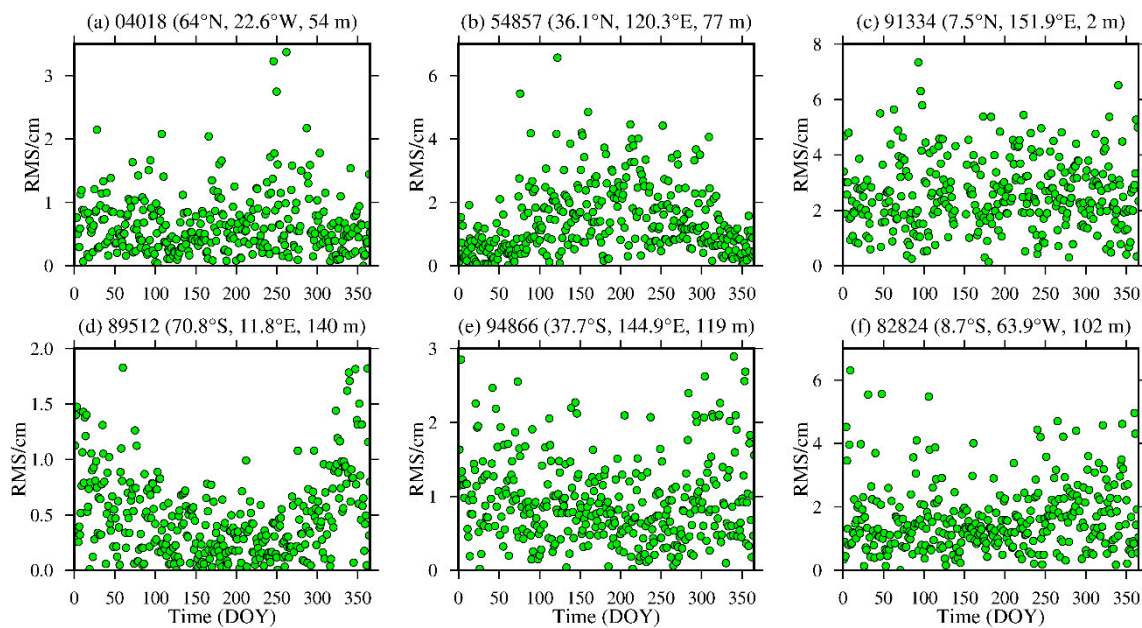 (a) 04018 (64°N, 22.6°W, 54 m) (b) 54857 (36.1°N, 120.3°E, 77 m) (c) 91334 (7.5°N, 151.9°E, 2 m)
RMS/cm RMS/cm RMS/cm
3 6 8
2 4 6
1 2 4
0 0 2
0
0 50 100 150 200 250 300 350 0 50 100 150 200 250 300 350 0 50 100 150 200 250 300 350
(d) 89512 (70.8°S, 11.8°E, 140 m) (e) 94866 (37.7°S, 144.9°E, 119 m) (f) 82824 (8.7°S, 63.9°W, 102 m)
RMS/cm RMS/cm RMS/cm
2.0 3 6
1.5 2 4
1.0 1 2
0.5 0 0
0.0
0 50 100 150 200 250 300 350 0 50 100 150 200 250 300 350 0 50 100 150 200 250 300 350
Time (DOY) Time (DOY) Time (DOY)